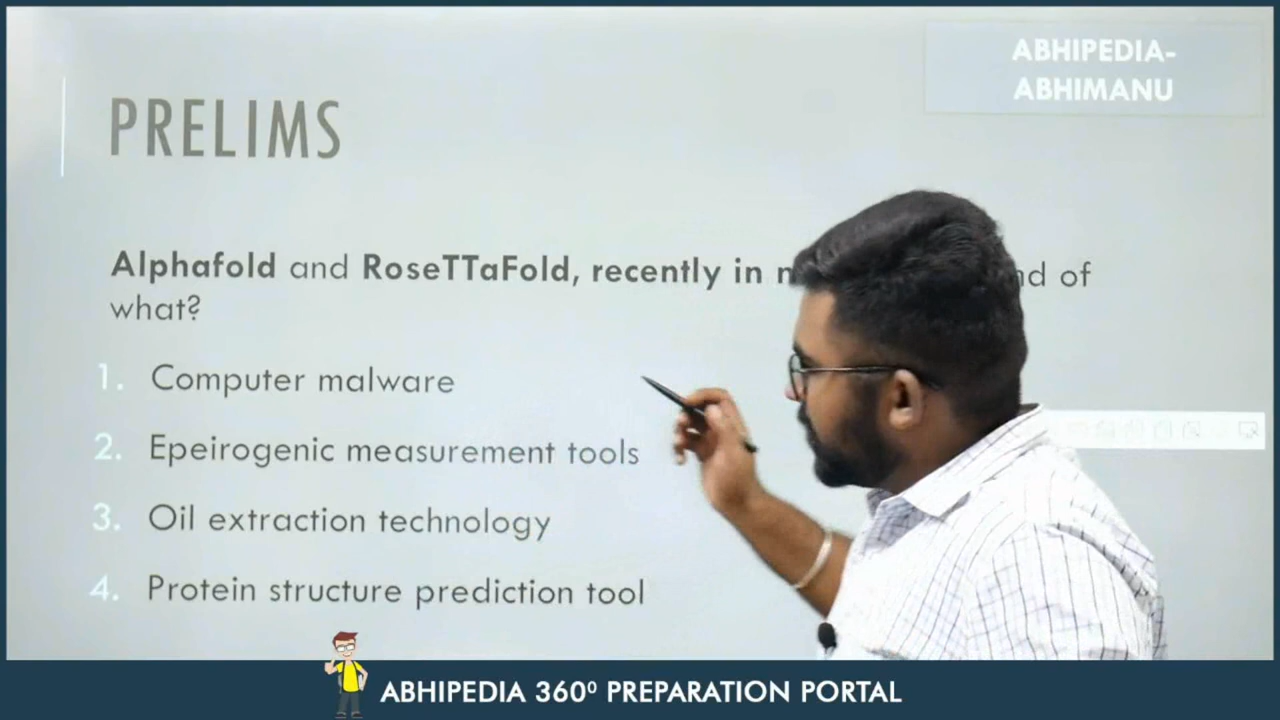 ABHIPEDIA-
ABHIMANU
PRELIMS
Alphafold and RoseTTaFold, recently in of
what?
1. Computer malware
2. Epeirogenic measurement tools
3. Oil extraction technology
4. Protein structure prediction tool
ABHIPEDIA 360⁰ PREPARATION PORTAL